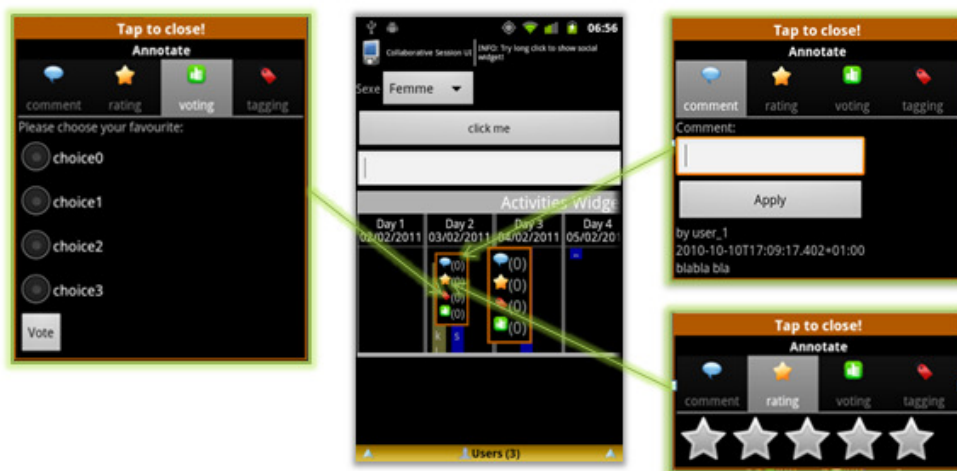 Tap to close!
Annotate
comment rating voting tagging
Please choose your favourite:
choice0
choice1
choice2
choice3
Vote
06:56
Collaborative Session UI
INFO: Try long click to show social
widget!
Sexe Femme
click me
Activities Widge
Day 1 Day 2 Day 3 Day 4
02/02/2011 03/02/2011 04/02/2011 05/02/20
(0) (0)
(0) (0)
(0) (0)
(0) (0)
k s
Users (3)
Tap to close!
Annotate
comment rating voting tagging
Comment:
Apply
by user_1
2010-10-10T17:09:17.402+01:00
blabla bla
Tap to close!
Annotate
comment rating voting tagging